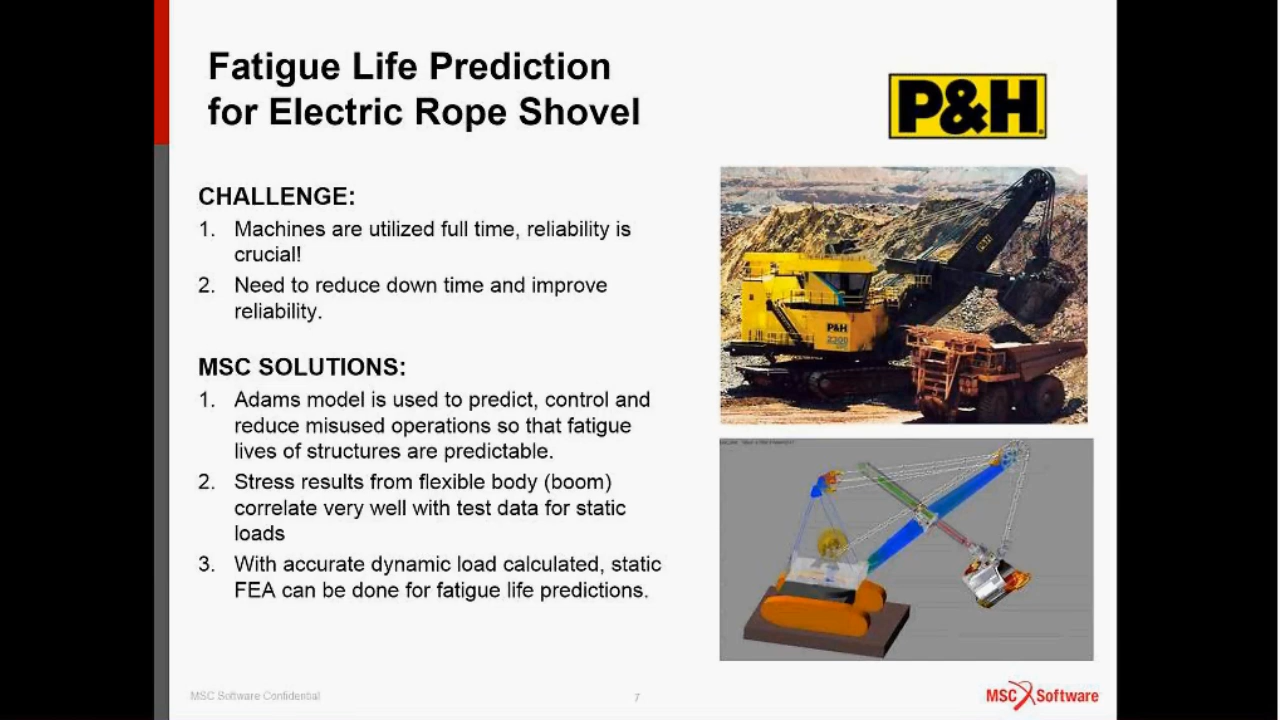 Fatigue Life Prediction
for Electric Rope Shovel
P&H
CHALLENGE:
1. Machines are utilized full time, reliability is
crucial!
2. Need to reduce down time and improve
reliability.
MSC SOLUTIONS:
1. Adams model is used to predict, control and
reduce misused operations so that fatigue
lives of structures are predictable.
2. Stress results from flexible body (boom)
correlate very well with test data for static
loads
3. With accurate dynamic load calculated, static
FEA can be done for fatigue life predictions.
P&H
MSC Software Confidential
7
MSC Software